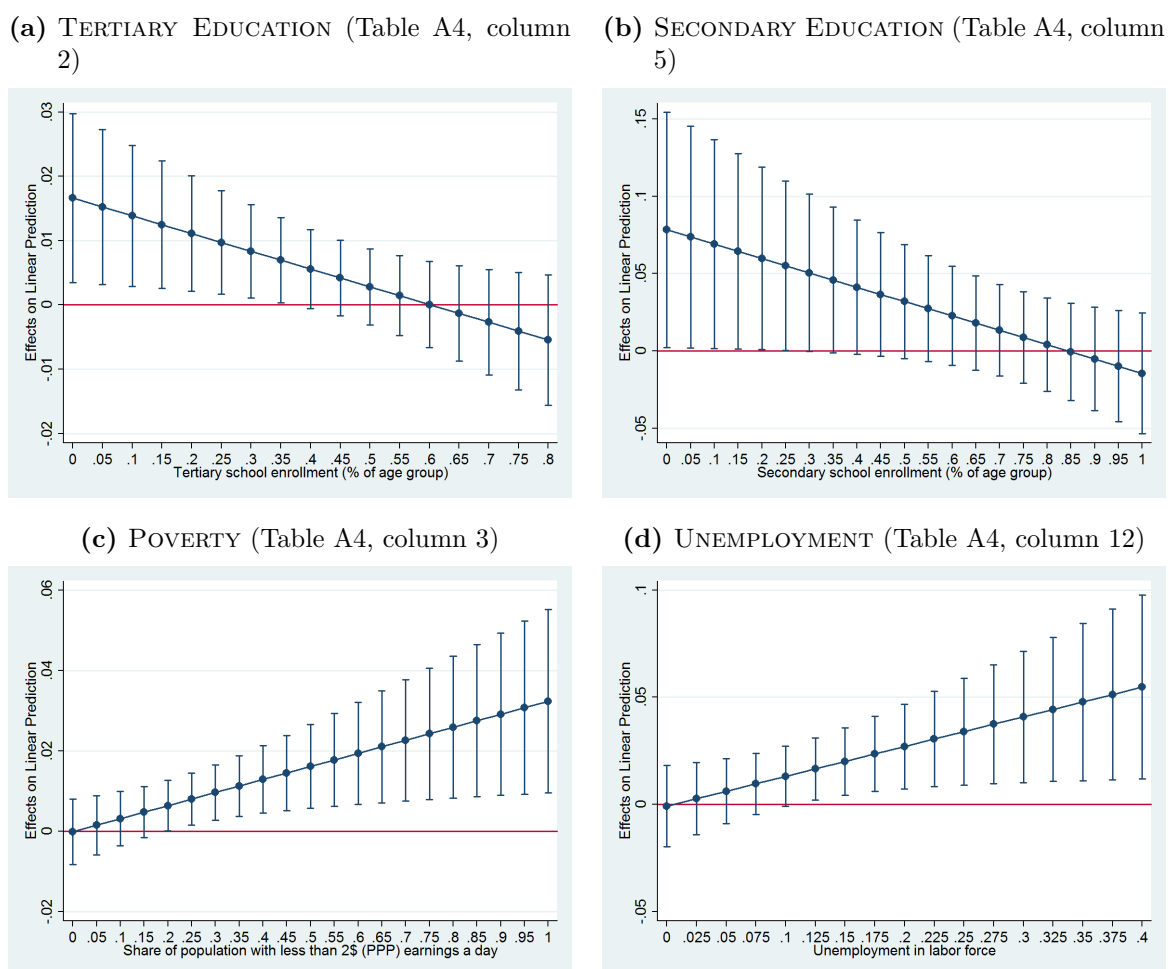 (a) TERTIARY EDUCATION (Table A4, column
2)
(b) SECONDARY EDUCATION (Table A4, column
5)
Effects on Linear Prediction
.03
.02
.01
0
-.01
-.02
0 .05 .1 .15 .2 .25 .3 .35 .4 .45 .5 .55 .6 .65 .7 .75 .8
Tertiary school enrollment (% of age group)
Effects on Linear Prediction
.15
.1
.05
0
-.05
0 .05 .1 .15 .2 .25 .3 .35 .4 .45 .5 .55 .6 .65 .7 .75 .8 .85 .9 .95 1
Secondary school enrollment (% of age group)
(c) POVERTY (Table A4, column 3)
(d) UNEMPLOYMENT (Table A4, column 12)
Effects on Linear Prediction
.06
.04
.02
0
-.02
0 .05 .1 .15 .2 .25 .3 .35 .4 .45 .5 .55 .6 .65 .7 .75 .8 .85 .9 .95 1
Share of population with less than 2$ (PPP) earnings a day
Effects on Linear Prediction
.1
.05
0
-.05
0 .025 .05 .075 .1 .125 .15 .175 .2 .225 .25 .275 .3 .325 .35 .375 .4
Unemployment in labor force